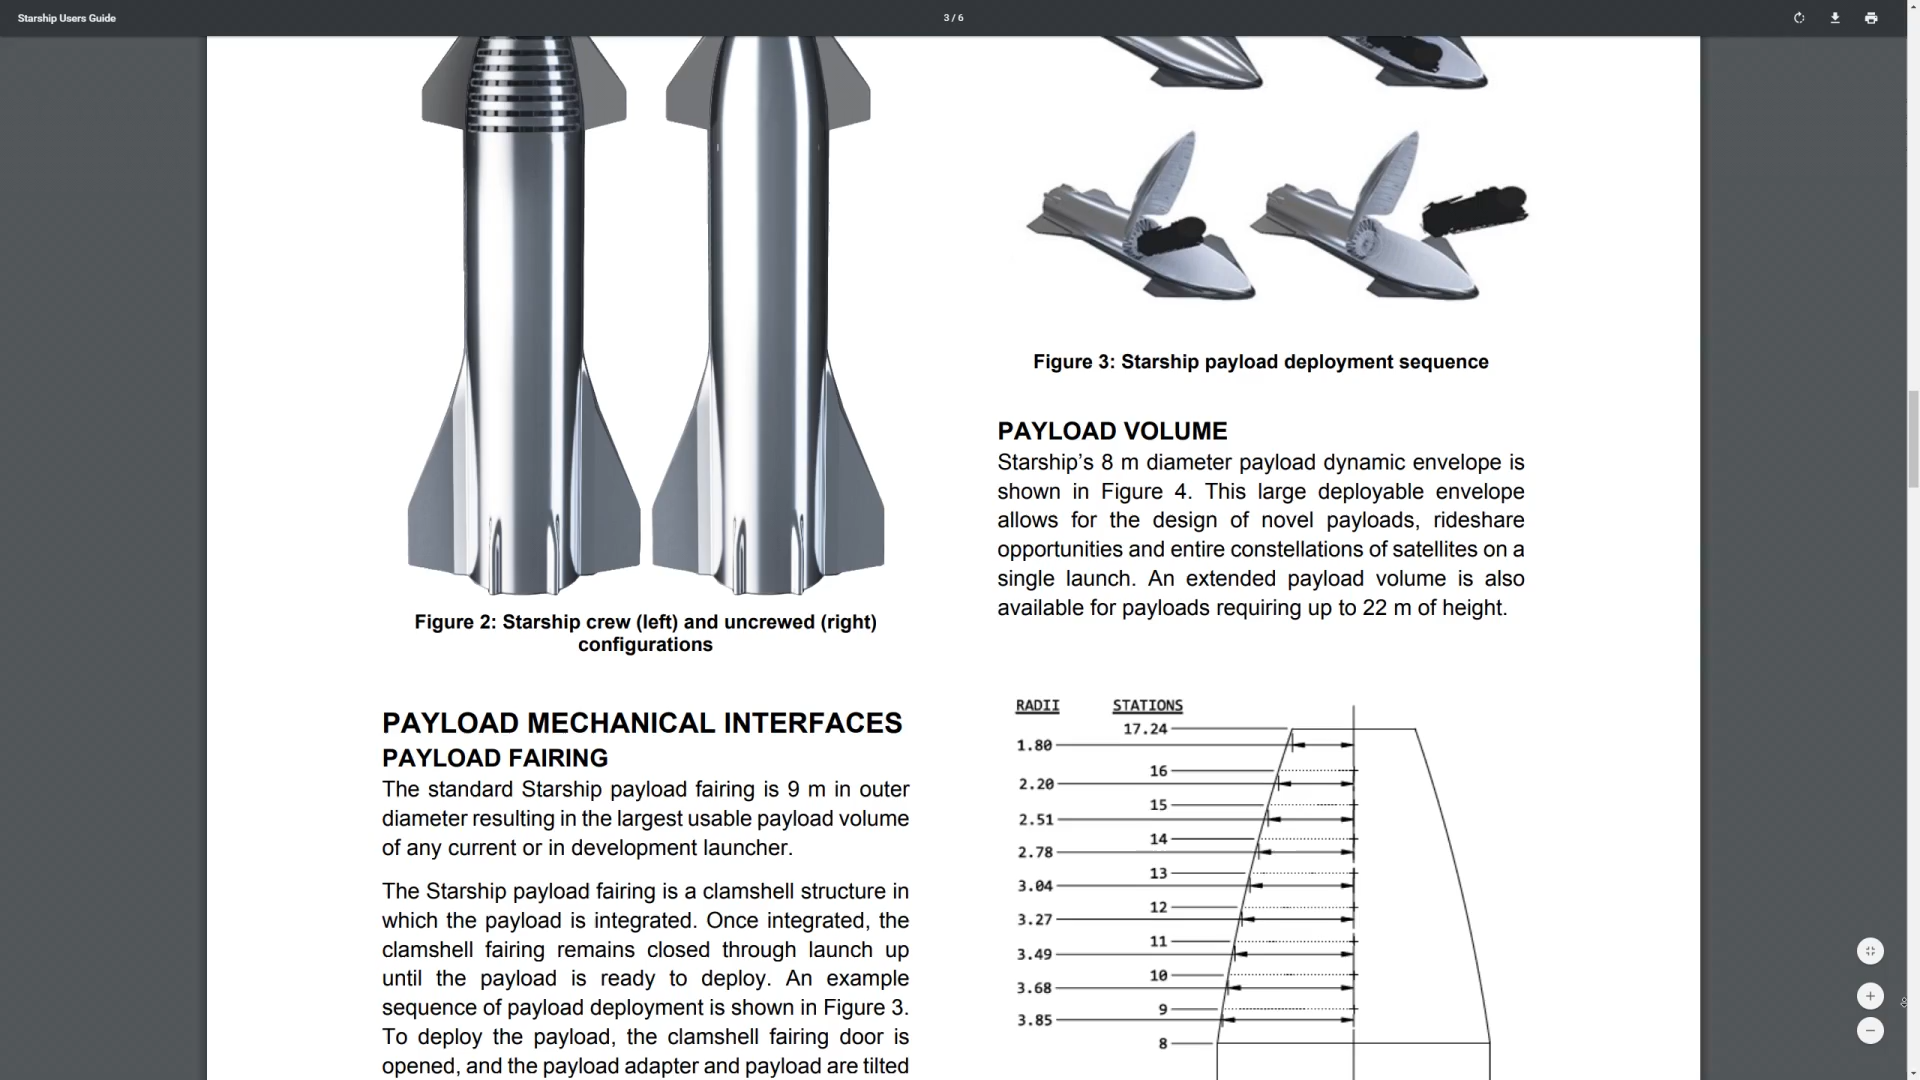 Starship Users Guide
3 / 6
Figure 2: Starship crew (left) and uncrewed (right)
configurations
PAYLOAD MECHANICAL INTERFACES
PAYLOAD FAIRING
The standard Starship payload fairing is 9 m in outer
diameter resulting in the largest usable payload volume
of any current or in development launcher.
The Starship payload fairing is a clamshell structure in
which the payload is integrated. Once integrated, the
clamshell fairing remains closed through launch up
until the payload is ready to deploy. An example
sequence of payload deployment is shown in Figure 3.
To deploy the payload, the clamshell fairing door is
opened, and the payload adapter and payload are tilted
Figure 3: Starship payload deployment sequence
PAYLOAD VOLUME
Starship’s 8 m diameter payload dynamic envelope is
shown in Figure 4. This large deployable envelope
allows for the design of novel payloads, rideshare
opportunities and entire constellations of satellites on a
single launch. An extended payload volume is also
available for payloads requiring up to 22 m of height.
RADII STATIONS
17.24
1.80
16
2.20
15
2.51
14
2.78
13
3.04
12
3.27
11
3.49
10
3.68
9
3.85
8